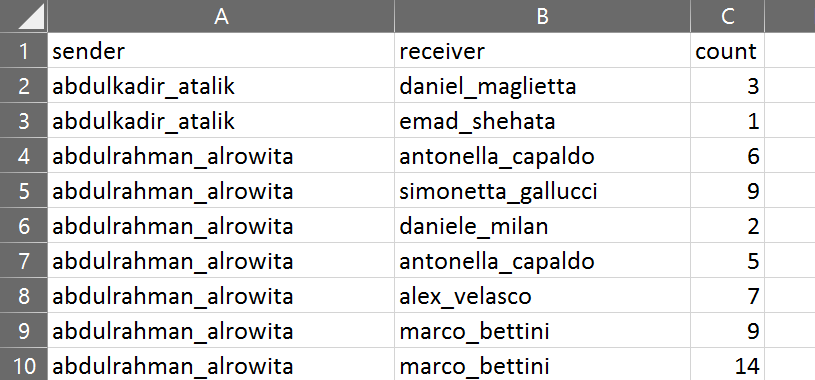 A B C
1 sender receiver count
2 abdulkadir_atalik daniel_maglietta 3
3 abdulkadir_atalik emad_shehata 1
4 abdulrahman_alrowita antonella_capaldo 6
5 abdulrahman_alrowita simonetta_gallucci 9
6 abdulrahman_alrowita daniele_milan 2
7 abdulrahman_alrowita antonella_capaldo 5
8 abdulrahman_alrowita alex_velasco 7
9 abdulrahman_alrowita marco_bettini 9
10 abdulrahman_alrowita marco_bettini 14